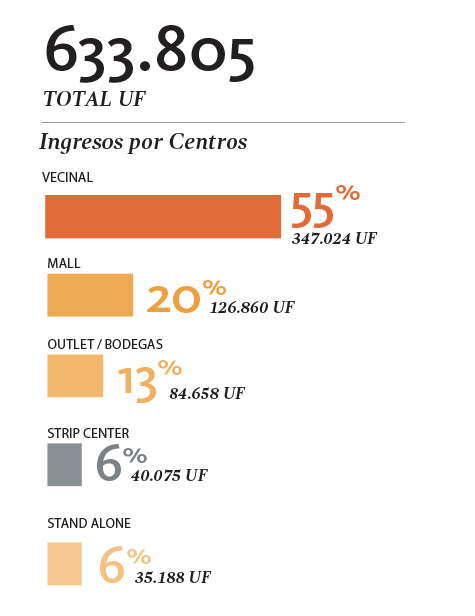 633.805
TOTAL UF
Ingresos por Centros
VECINAL
55%
347.024 UF
MALL
20%
126.860 UF
OUTLET / BODEGAS
13%
84.658 UF
STRIP CENTER
6%
40.075 UF
STAND ALONE
6%
35.188 UF